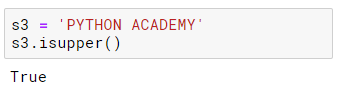 s3 = 'PYTHON ACADEMY'
s3.isupper()
True